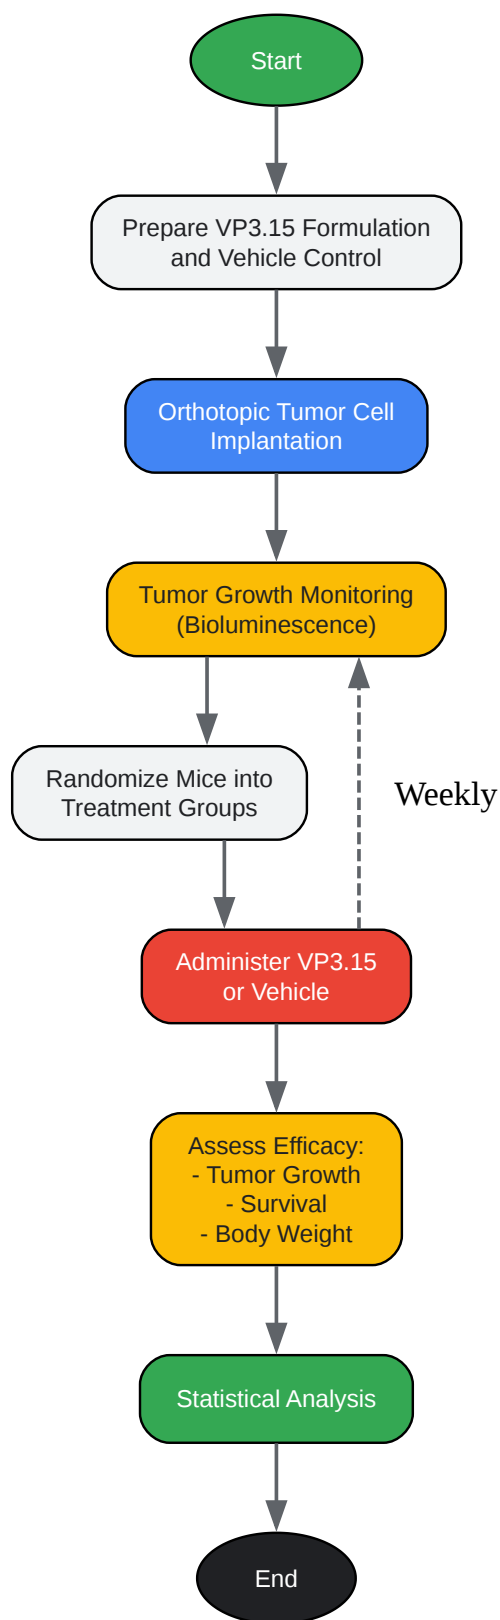 Start
Prepare VP3.15 Formulation
and Vehicle Control
Orthotopic Tumor Cell
Implantation
Tumor Growth Monitoring
(Bioluminescence)
Randomize Mice into
Treatment Groups
Weekly
Administer VP3.15
or Vehicle
Assess Efficacy:
- Tumor Growth
- Survival
- Body Weight
Statistical Analysis
End